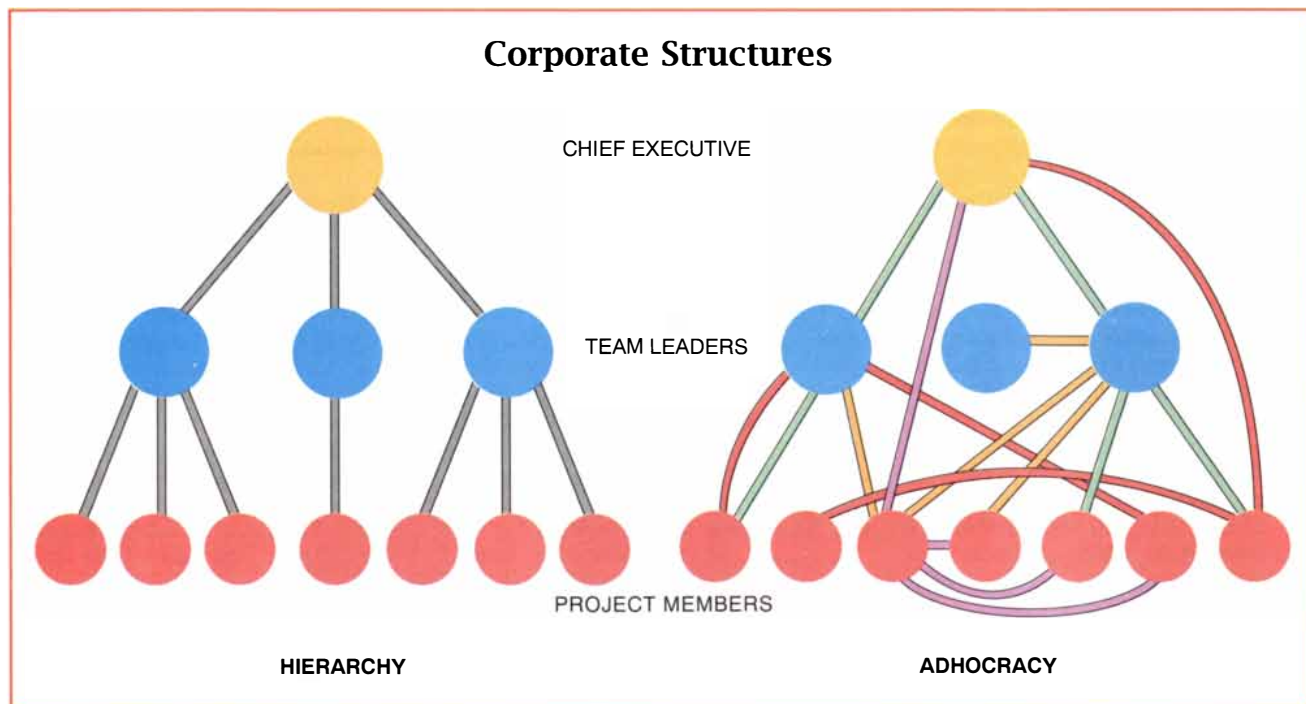 Corporate Structures
CHIEF EXECUTIVE
TEAM LEADERS
PROJECT MEMBERS
HIERARCHY
ADHOCRACY